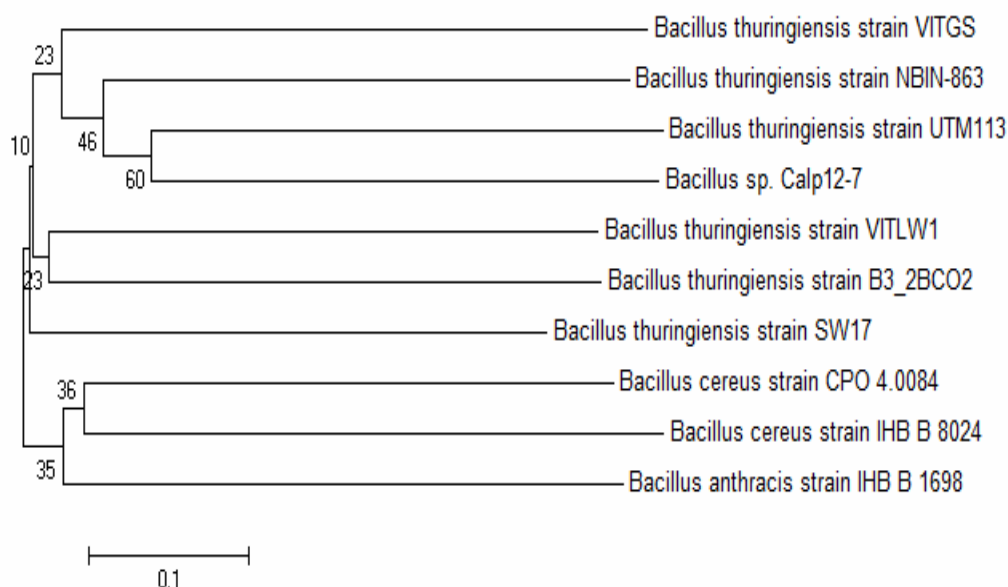 Bacillus thuringiensis strain VITGS
23
Bacillus thuringiensis strain NBIN-863
46
Bacillus thuringiensis strain UTM113
10
60
Bacillus sp. Calp12-7
Bacillus thuringiensis strain VITLW1
23
Bacillus thuringiensis strain B3_2BCO2
Bacillus thuringiensis strain SW17
36
Bacillus cereus strain CPO 4.0084
Bacillus cereus strain IHB B 8024
35
Bacillus anthracis strain IHB B 1698
0.1